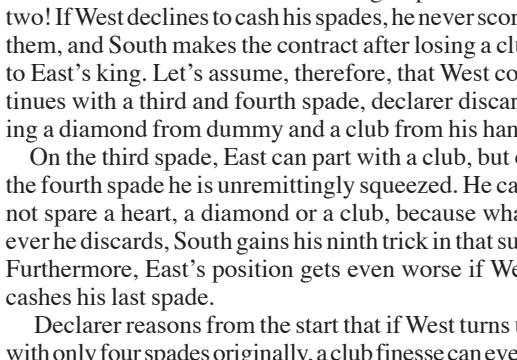 two! If West declines to cash his spades, he never scor
them, and South makes the contract after losing a clu
to East's king. Let's assume, therefore, that West co
tinues with a third and fourth spade, declarer discar
ing a diamond from dummy and a club from his han
On the third spade, East can part with a club, but
the fourth spade he is unremittingly squeezed. He ca
not spare a heart, a diamond or a club, because wha
ever he discards, South gains his ninth trick in that su
Furthermore, East's position gets even worse if We
cashes his last spade.
Declarer reasons from the start that if West turns
with only four spades originally, a club finesse can eve